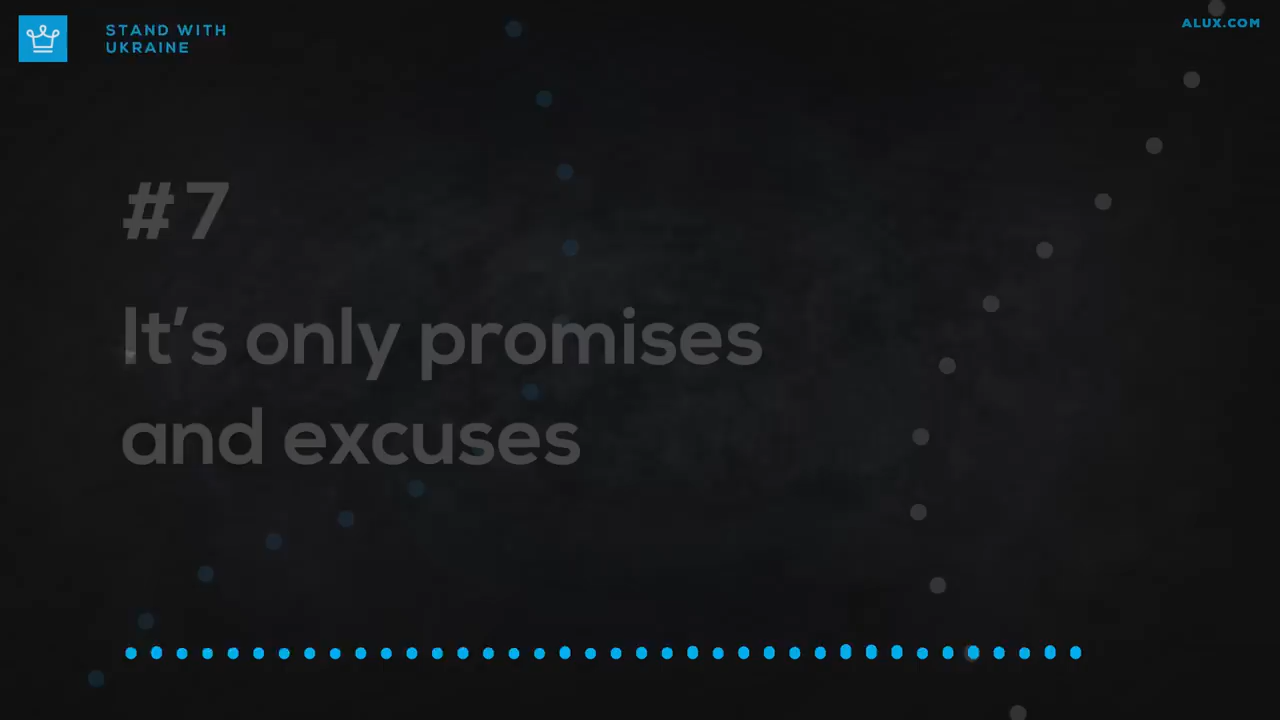 STAND WITH
UKRAINE
ALUX.COM
#7
It's only promises
and excuses